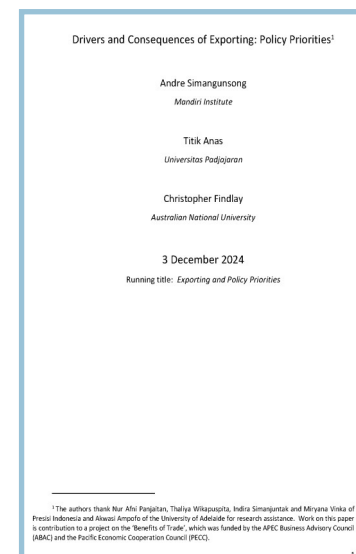 Drivers and Consequences of Exporting: Policy Priorities¹
Andre Simangunsong
Mandiri Institute
Titik Anas
Universitas Padjajaran
Christopher Findlay
Australian National University
3 December 2024
Running title: Exporting and Policy Priorities
¹ The authors thank Nur Afni Panjaitan, Thaliya Wikapuspita, Indira Simanjuntak and Miryana Vinka of
Presisi Indonesia and Akwasi Ampofo of the University of Adelaide for research assistance. Work on this paper
is contribution to a project on the ‘Benefits of Trade’, which was funded by the APEC Business Advisory Council
(ABAC) and the Pacific Economic Cooperation Council (PECC).